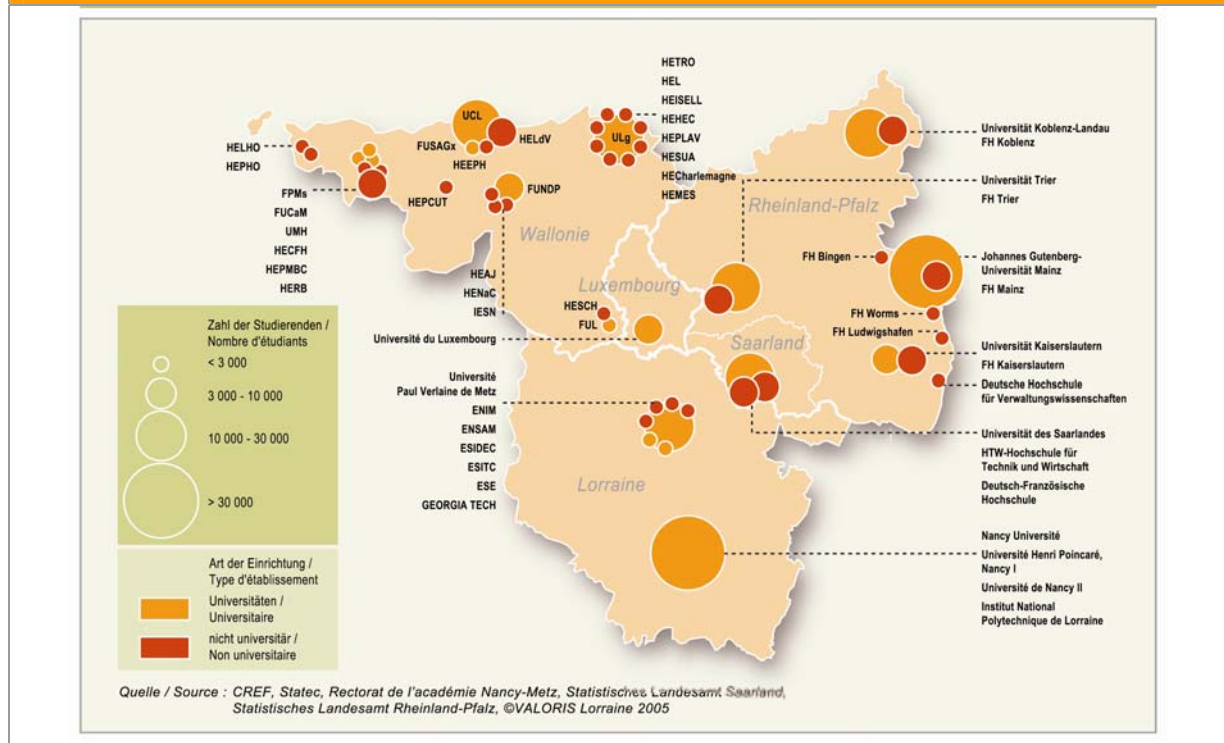 HETRO
HEL
HEISELL
HEHEC
HEPLAV
HESUA
HECharlemagne
HEMES
UCL
HELdV
FUSAGx
HEEPH
ULg
HELHO
HEPHO
FPMs
FUCaM
UMH
HECFH
HEPMBC
HERB
HEPCUT
FUNDP
Wallonie
HEAJ
HENaC
IESN
Universität Koblenz-Landau
FH Koblenz
Universität Trier
FH Trier
Rheinland-Pfalz
FH Bingen
Johannes Gutenberg-
Universität Mainz
FH Mainz
Luxembourg
HESCH
FUL
Université du Luxembourg
FH Worms
FH Ludwigshafen
Saarland
Universität Kaiserslautern
FH Kaiserslautern
Deutsche Hochschule
für Verwaltungswissenschaften
Université
Paul Verlaine de Metz
ENIM
ENSAM
ESIDEC
ESITC
ESE
GEORGIA TECH
Lorraine
Universität des Saarlandes
HTW-Hochschule für
Technik und Wirtschaft
Deutsch-Französische
Hochschule
Nancy Université
Université Henri Poincaré,
Nancy I
Université de Nancy II
Institut National
Polytechnique de Lorraine
Zahl der Studierenden /
Nombre d'étudiants
< 3 000
3 000 - 10 000
10 000 - 30 000
> 30 000
Art der Einrichtung /
Type d'établissement
Universitäten /
Universitaire
nicht universitär /
Non universitaire
Quelle / Source : CREF, Statec, Rectorat de l'académie Nancy-Metz, Statistisches Landesamt Saarland,
Statistisches Landesamt Rheinland-Pfalz, ©VALORIS Lorraine 2005